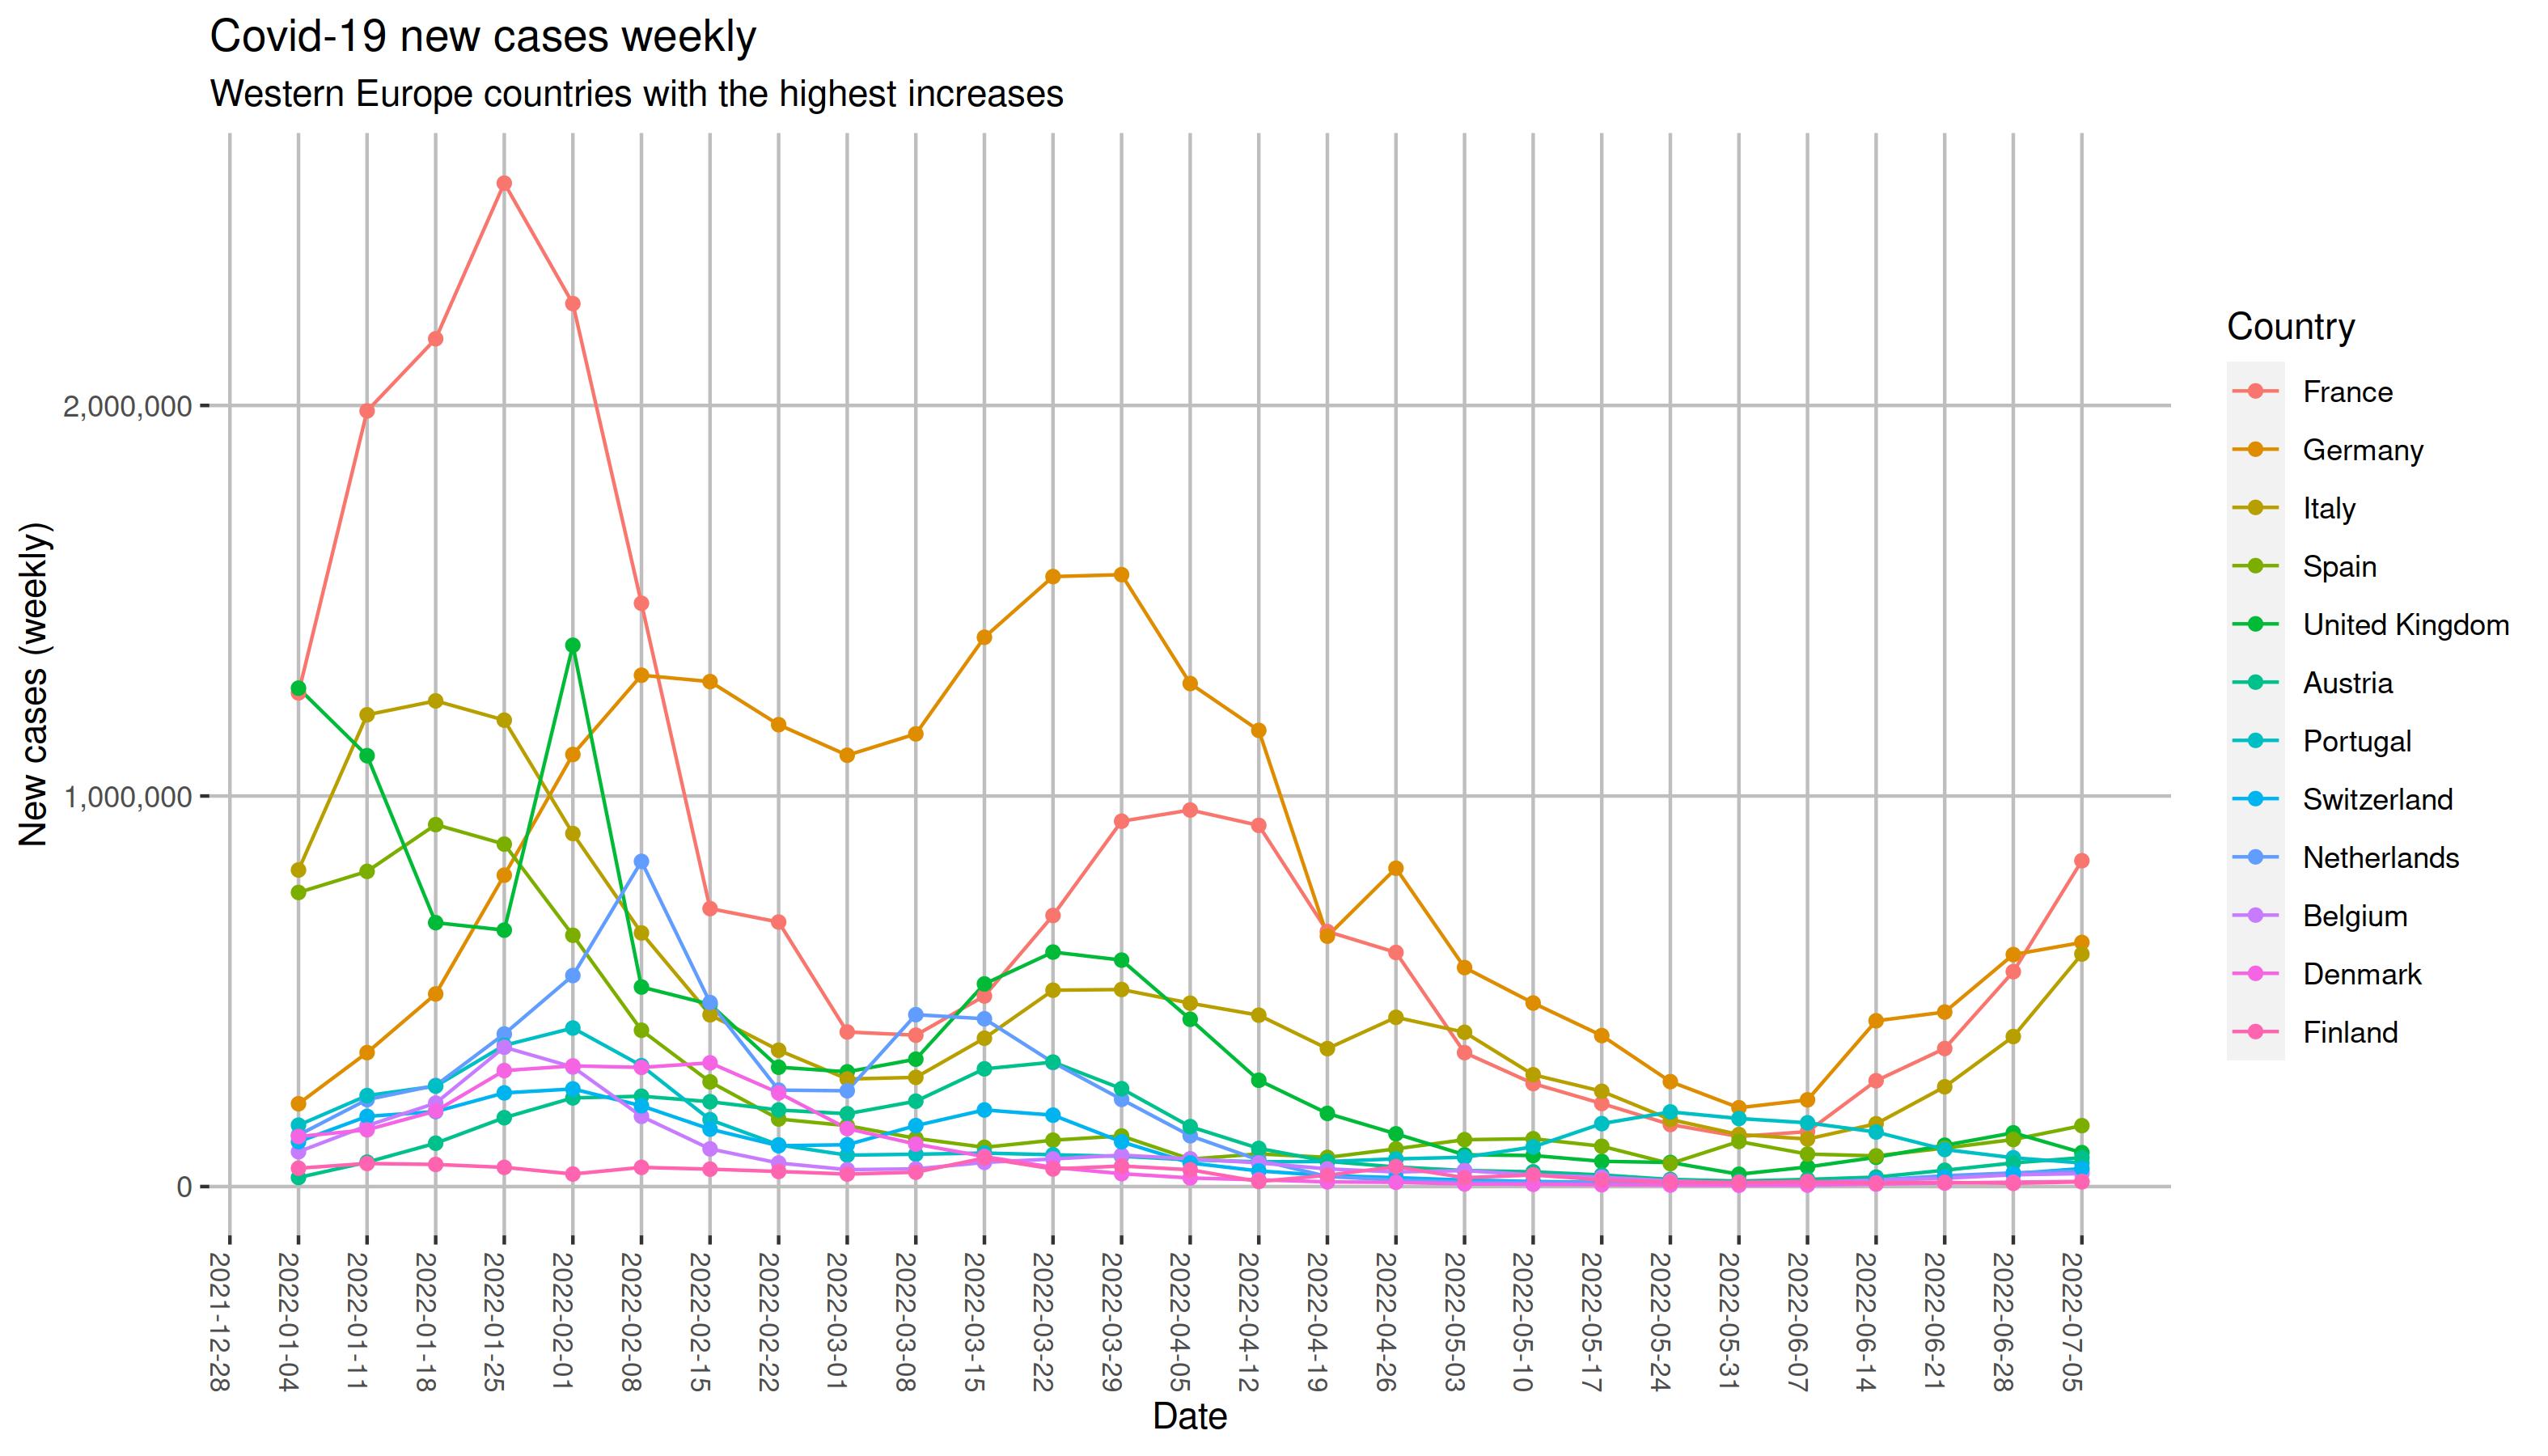 Covid-19 new cases weekly
Western Europe countries with the highest increases
New cases (weekly)
2,000,000
1,000,000
0
2021-12-28
2022-01-04
2022-01-11
2022-01-18
2022-01-25
2022-02-01
2022-02-08
2022-02-15
2022-02-22
2022-03-01
2022-03-08
2022-03-15
2022-03-22
2022-03-29
2022-04-05
2022-04-12
2022-04-19
2022-04-26
2022-05-03
2022-05-10
2022-05-17
2022-05-24
2022-05-31
2022-06-07
2022-06-14
2022-06-21
2022-06-28
2022-07-05
Date
Country
France
Germany
Italy
Spain
United Kingdom
Austria
Portugal
Switzerland
Netherlands
Belgium
Denmark
Finland